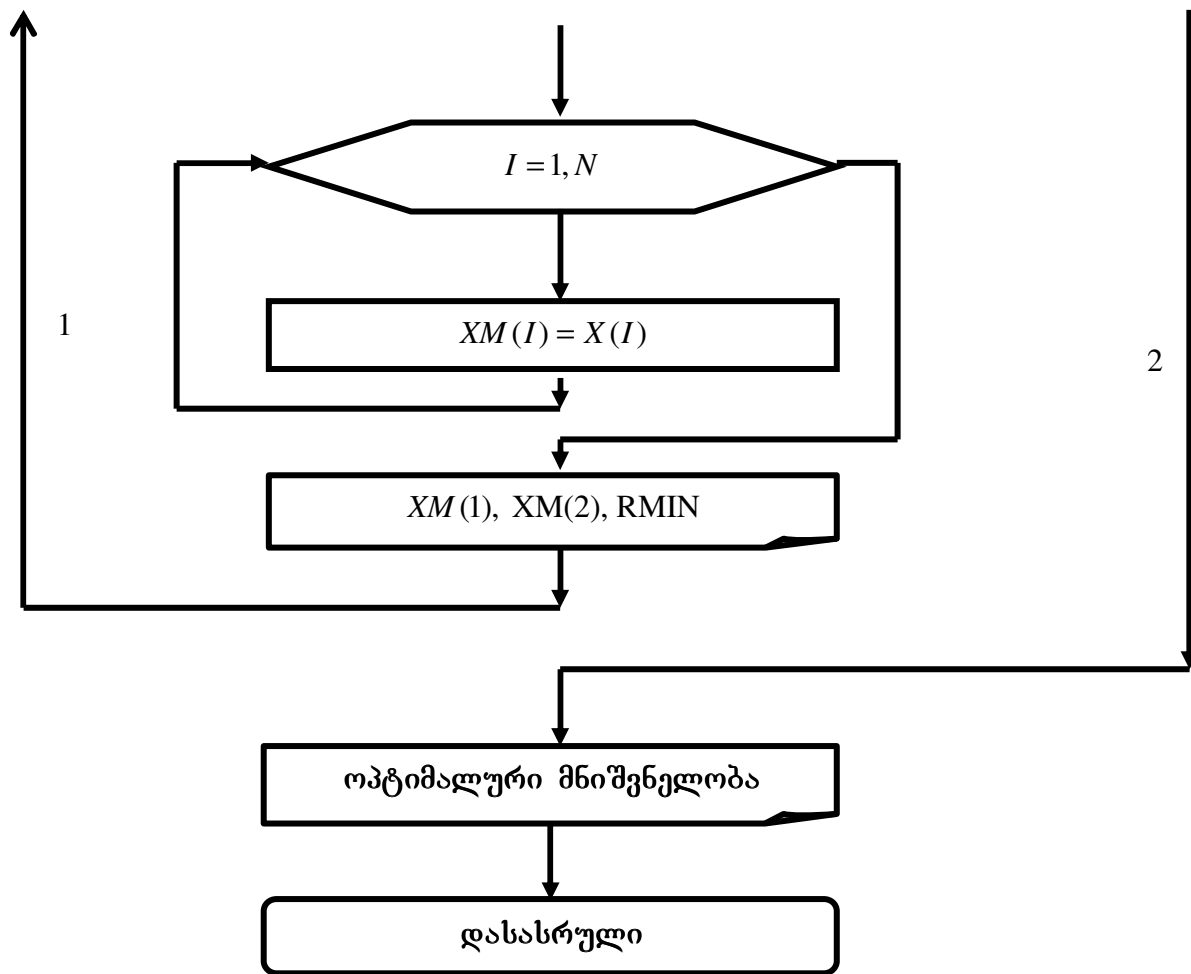 I = 1, N
XM(I) = X(I)
1
2
XM(1), XM(2), RMIN
ოპტიმალური მნიშვნელობა
დასასრული